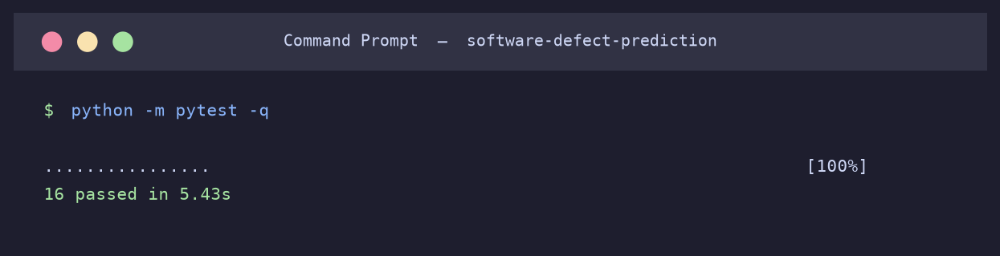 Command Prompt — software-defect-prediction
$ python -m pytest -q
................ [100%]
16 passed in 5.43s